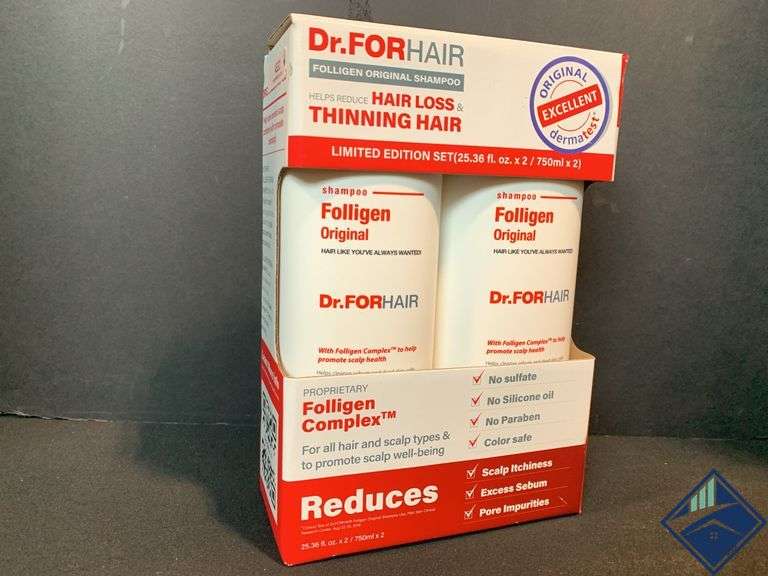 Dr.FORHAIR
FOLLIGEN ORIGINAL SHAMPOO
HELPS REDUCE HAIR LOSS &
THINNING HAIR
ORIGINAL
EXCELLENT
dermatest®
LIMITED EDITION SET(25.36 fl. oz. x 2 / 750ml x 2)
shampoo
Folligen
Original
HAIR LIKE YOU'VE ALWAYS WANTED!
Dr.FORHAIR
With Folligen Complex™ to help
promote scalp health
shampoo
Folligen
Original
HAIR LIKE YOU'VE ALWAYS WANTED!
Dr.FORHAIR
With Folligen Complex™ to help
promote scalp health
PROPRIETARY
Folligen
Complex™
For all hair and scalp types &
to promote scalp well-being
No sulfate
No Silicone oil
No Paraben
Color safe
Reduces
Scalp Itchiness
Excess Sebum
Pore Impurities
25.36 fl. oz. x 2 / 750ml x 2